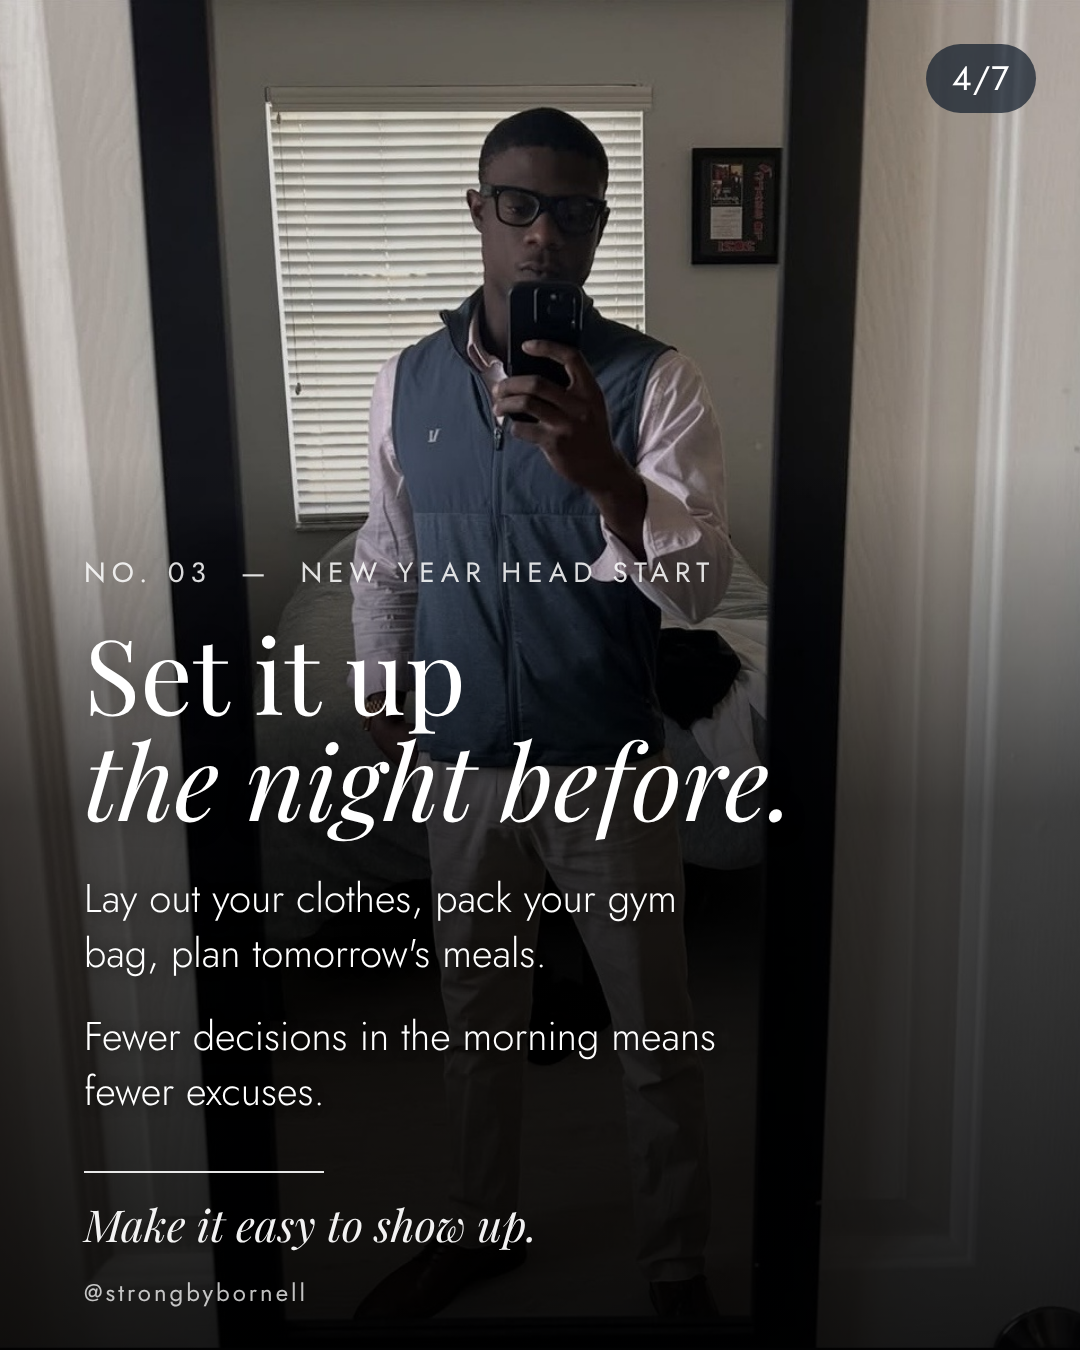 4/7
NO. 03 — NEW YEAR HEAD START
Set it up
the night before.
Lay out your clothes, pack your gym
bag, plan tomorrow's meals.
Fewer decisions in the morning means
fewer excuses.
Make it easy to show up.
@strongbybornell